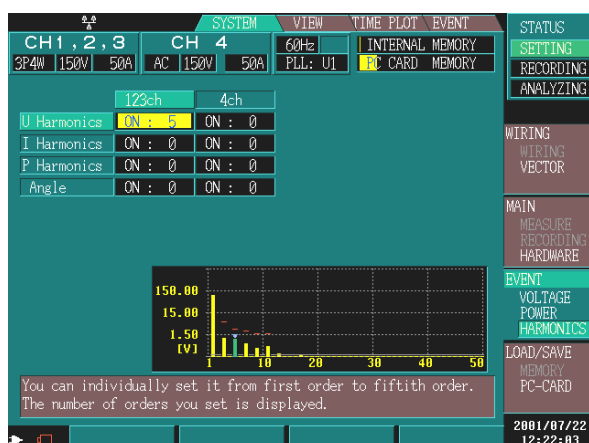 SYSTEM VIEW TIME PLOT EVENT
STATUS
CH1,2,3 CH 4 60Hz INTERNAL MEMORY
SETTING
3P4W 150V 50A AC 150V 50A PLL: U1 PC CARD MEMORY
RECORDING
ANALYZING
123ch 4ch
U Harmonics ON : 5 ON : 0
I Harmonics ON : 0 ON : 0
P Harmonics ON : 0 ON : 0
Angle ON : 0 ON : 0
WIRING
WIRING
VECTOR
MAIN
MEASURE
RECORDING
HARDWARE
EVENT
VOLTAGE
POWER
HARMONICS
150.00
15.00
1.50
[V]
1 10 20 30 40 50
LOAD/SAVE
MEMORY
PC-CARD
You can individually set it from first order to fiftith order.
The number of orders you set is displayed.
2001/07/22
12:22:03